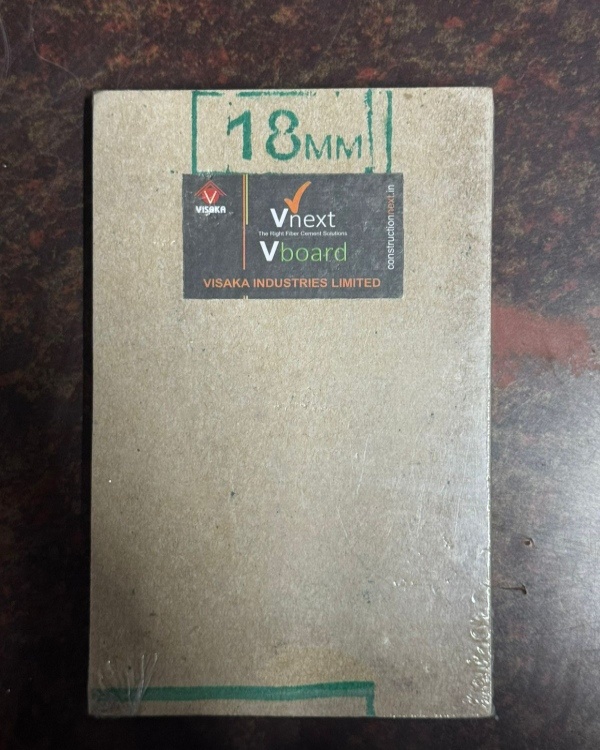 18MM
VISAKA
Vnext
The Right Fiber Cement Solutions
Vboard
constructionnext.in
VISAKA INDUSTRIES LIMITED